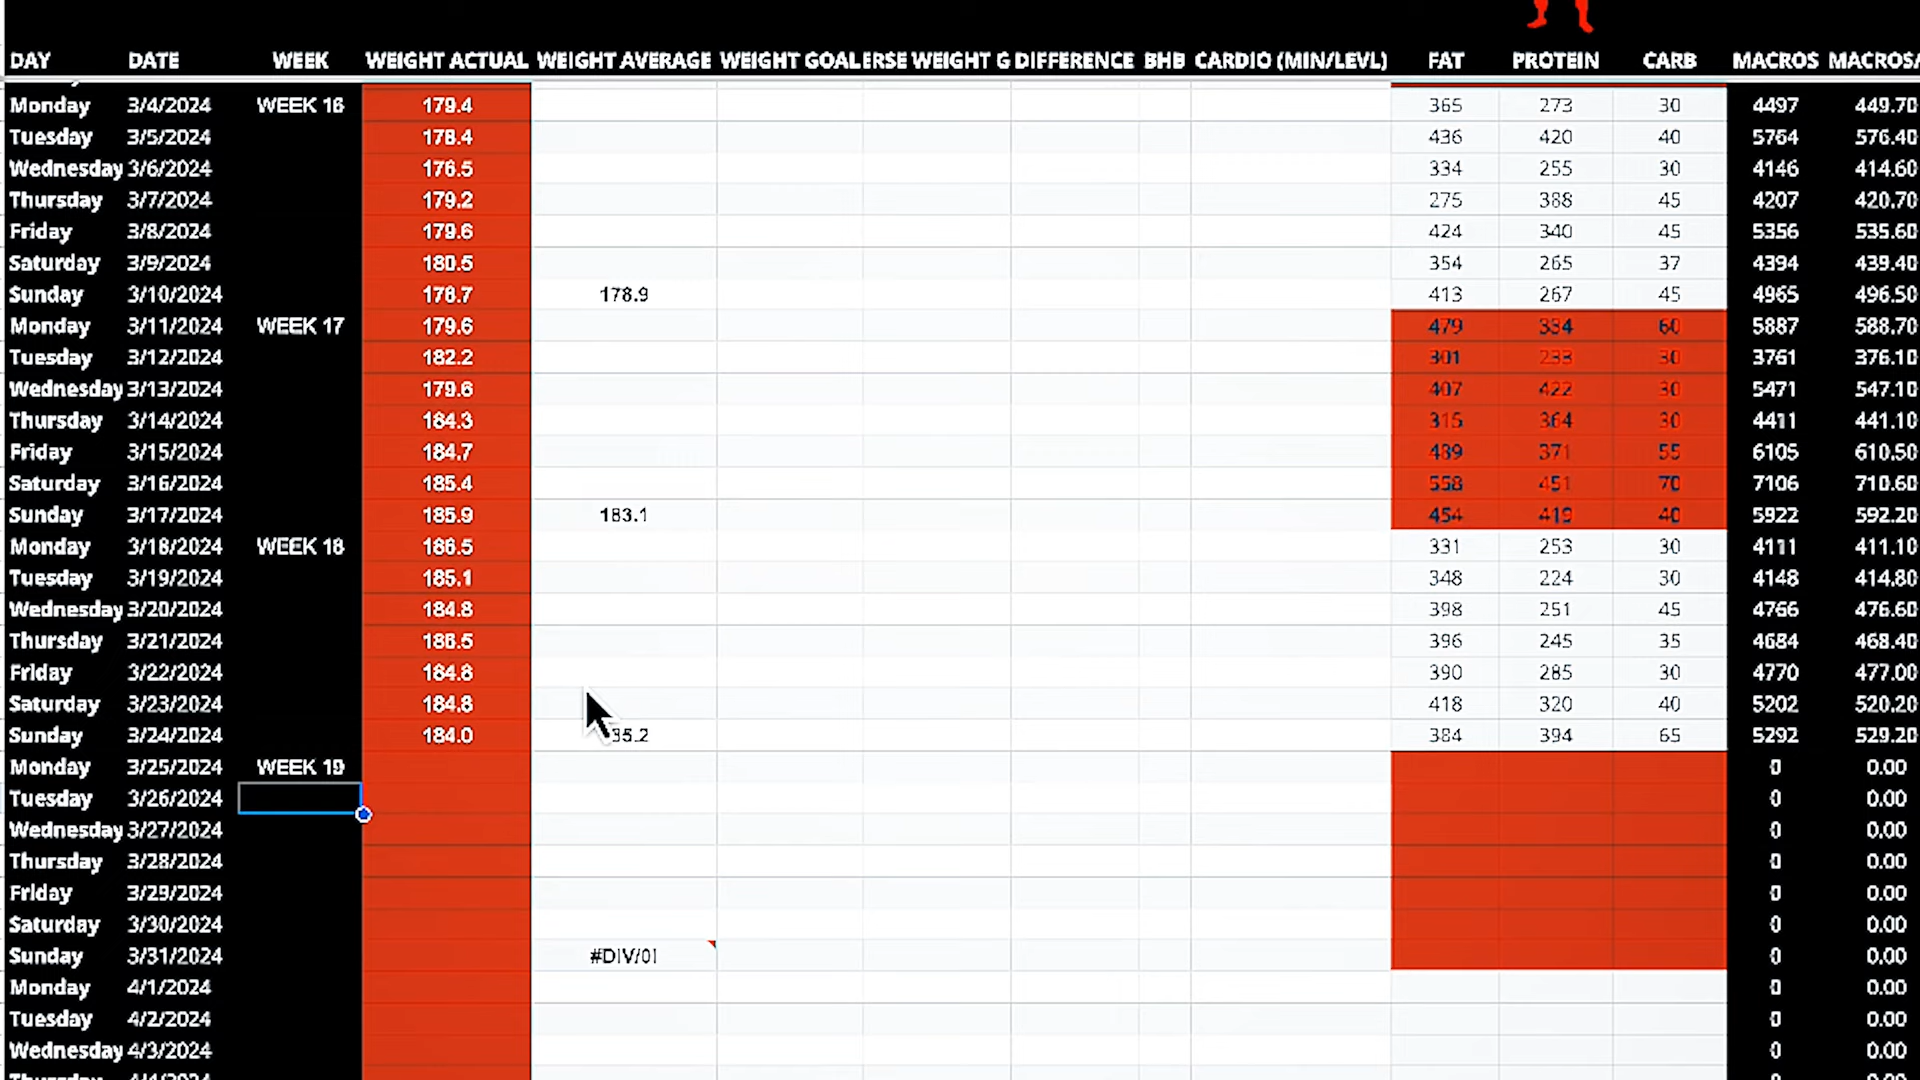 DAY DATE WEEK WEIGHT ACTUAL WEIGHT AVERAGE WEIGHT GOAL ERSE WEIGHT G DIFFERENCE BHB CARDIO (MIN/LEVL) FAT PROTEIN CARB MACROS MACROS/
Monday 3/4/2024 WEEK 16 179.4 365 273 30 4497 449.70
Tuesday 3/5/2024 178.4 436 420 40 5764 576.40
Wednesday 3/6/2024 176.5 334 255 30 4146 414.60
Thursday 3/7/2024 179.2 275 388 45 4207 420.70
Friday 3/8/2024 179.6 424 340 45 5356 535.60
Saturday 3/9/2024 180.5 354 265 37 4394 439.40
Sunday 3/10/2024 178.7 178.9 413 267 45 4965 496.50
Monday 3/11/2024 WEEK 17 179.6 479 334 60 5887 588.70
Tuesday 3/12/2024 182.2 301 233 30 3761 376.10
Wednesday 3/13/2024 179.6 407 422 30 5471 547.10
Thursday 3/14/2024 184.3 315 364 30 4411 441.10
Friday 3/15/2024 184.7 489 371 55 6105 610.50
Saturday 3/16/2024 185.4 558 451 70 7106 710.60
Sunday 3/17/2024 185.9 183.1 454 419 40 5922 592.20
Monday 3/18/2024 WEEK 18 186.5 331 253 30 4111 411.10
Tuesday 3/19/2024 185.1 348 224 30 4148 414.80
Wednesday 3/20/2024 184.8 398 251 45 4766 476.60
Thursday 3/21/2024 186.5 396 245 35 4684 468.40
Friday 3/22/2024 184.8 390 285 30 4770 477.00
Saturday 3/23/2024 184.8 418 320 40 5202 520.20
Sunday 3/24/2024 184.0 35.2 384 394 65 5292 529.20
Monday 3/25/2024 WEEK 19 0 0.00
Tuesday 3/26/2024 0 0.00
Wednesday 3/27/2024 0 0.00
Thursday 3/28/2024 0 0.00
Friday 3/29/2024 0 0.00
Saturday 3/30/2024 0 0.00
Sunday 3/31/2024 #DIV/0! 0 0.00
Monday 4/1/2024 0 0.00
Tuesday 4/2/2024 0 0.00
Wednesday 4/3/2024 0 0.00